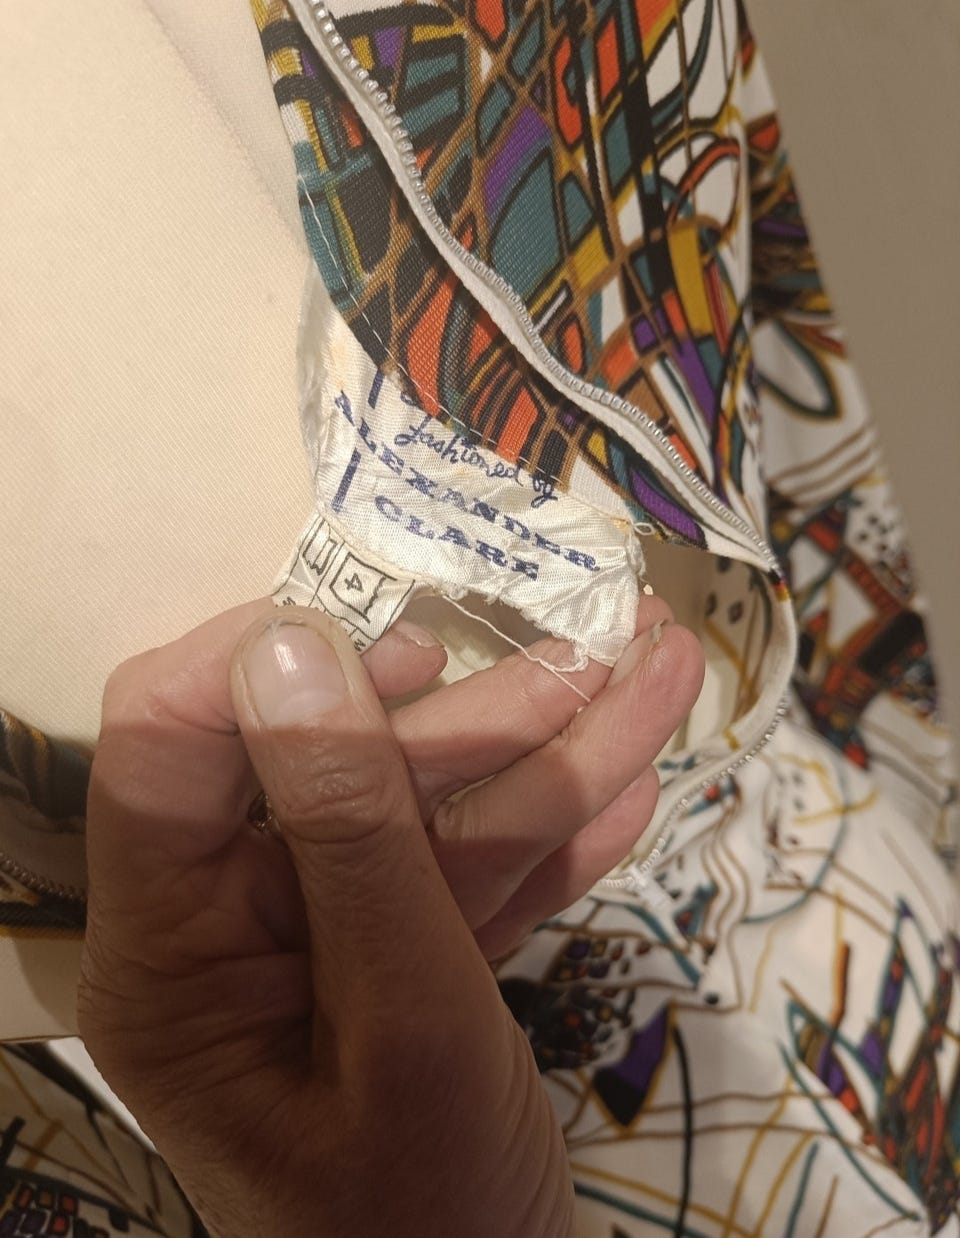 fashioned by
ALEXANDER
CLARE
4